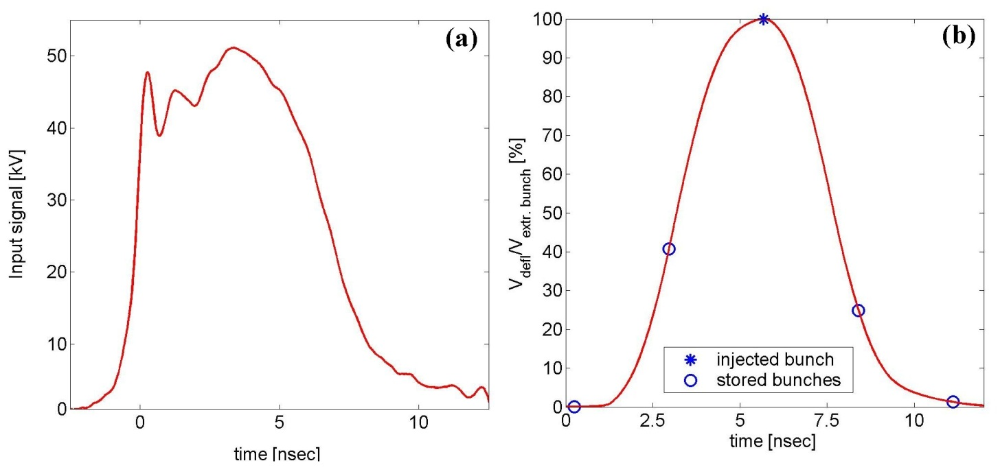 (a)
Input signal [kV]
50
40
30
20
10
0
0 5 10
time [nsec]
(b)
V_defl/V_extr. bunch [%]
100
90
80
70
60
50
40
30
20
10
0
injected bunch
stored bunches
0 2.5 5 7.5 10
time [nsec]